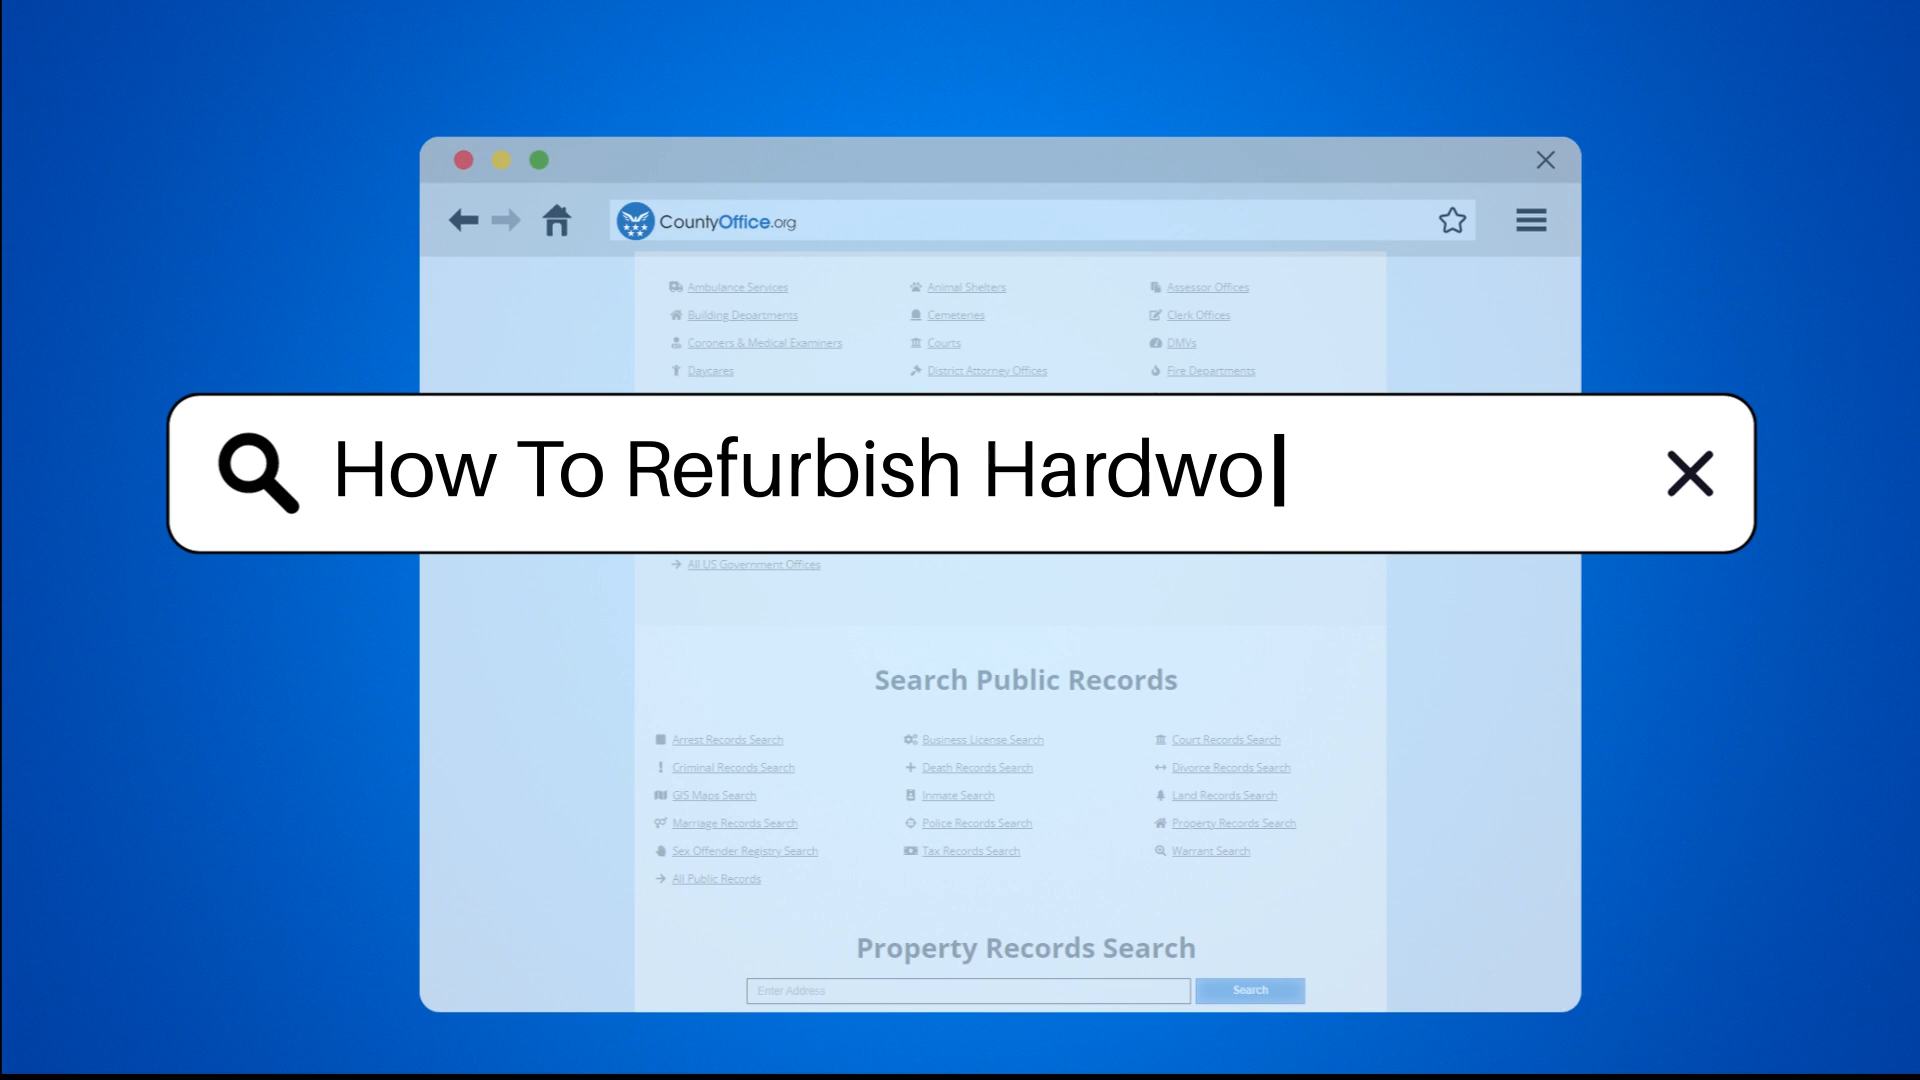 CountyOffice.org
Ambulance Services Animal Shelters Assessor Offices
Building Departments Cemeteries Clerk Offices
Coroners & Medical Examiners Courts DMVs
Daycares District Attorney Offices Fire Departments
How To Refurbish Hardwo
All US Government Offices
Search Public Records
Arrest Records Search Business License Search Court Records Search
Criminal Records Search Death Records Search Divorce Records Search
GIS Maps Search Inmate Search Land Records Search
Marriage Records Search Police Records Search Property Records Search
Sex Offender Registry Search Tax Records Search Warrant Search
All Public Records
Property Records Search
Enter Address Search